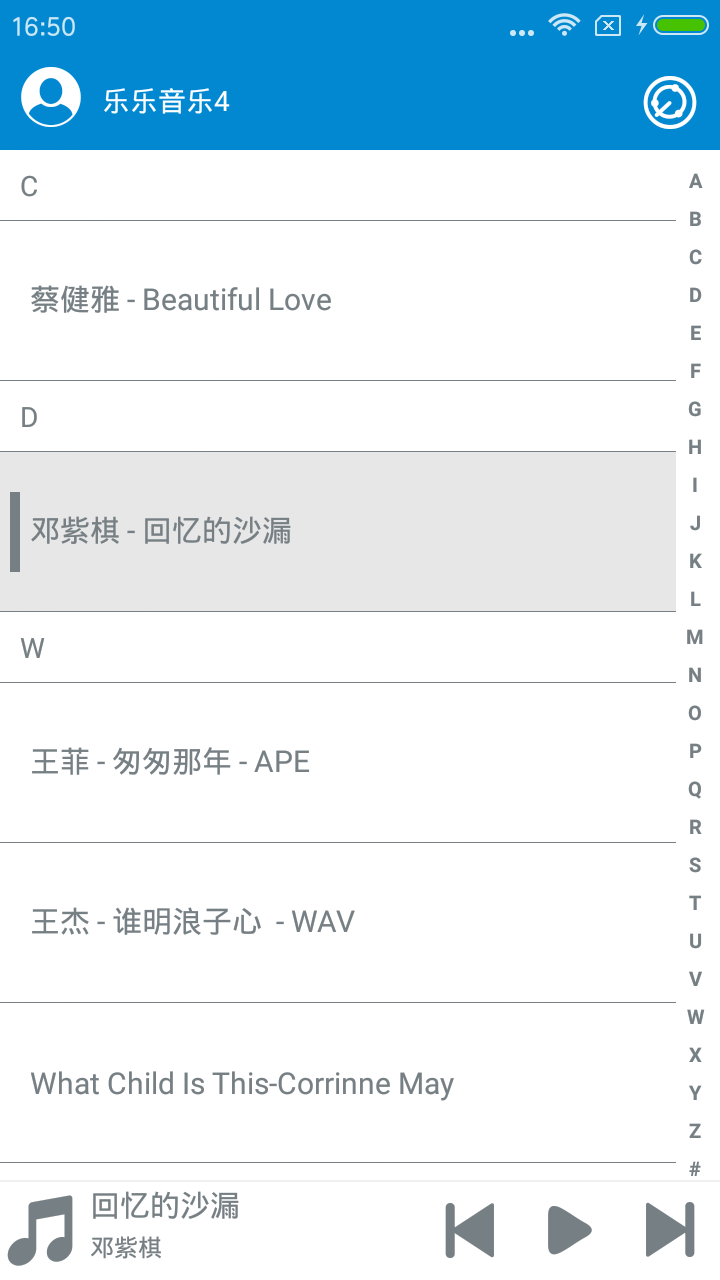 16:50
乐乐音乐4
C
蔡健雅 - Beautiful Love
D
邓紫棋 - 回忆的沙漏
W
王菲 - 匆匆那年 - APE
王杰 - 谁明浪子心 - WAV
What Child Is This-Corrinne May
A
B
C
D
E
F
G
H
I
J
K
L
M
N
O
P
Q
R
S
T
U
V
W
X
Y
Z
#
回忆的沙漏
邓紫棋